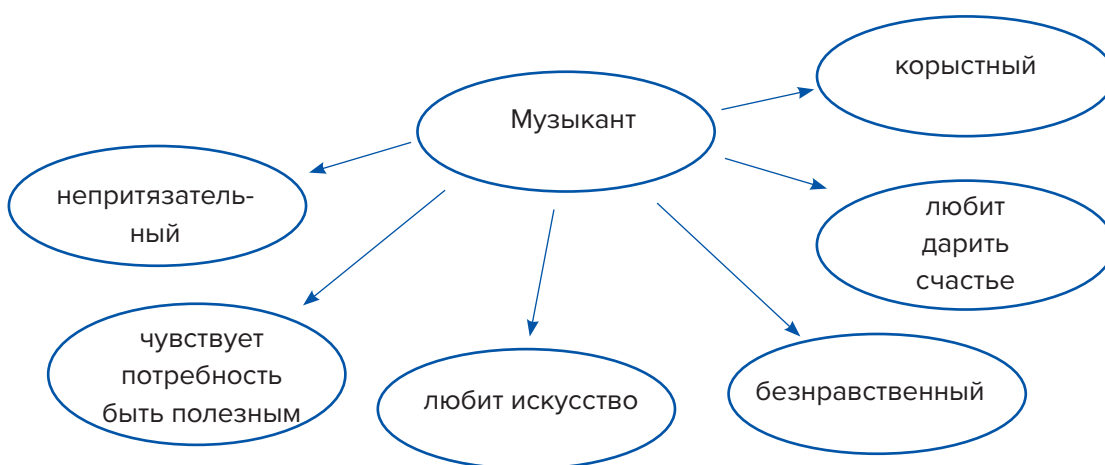 корыстный
Музыкант
непритязатель-
ный
любит
дарить
счастье
чувствует
потребность
быть полезным
любит искусство
безнравственный